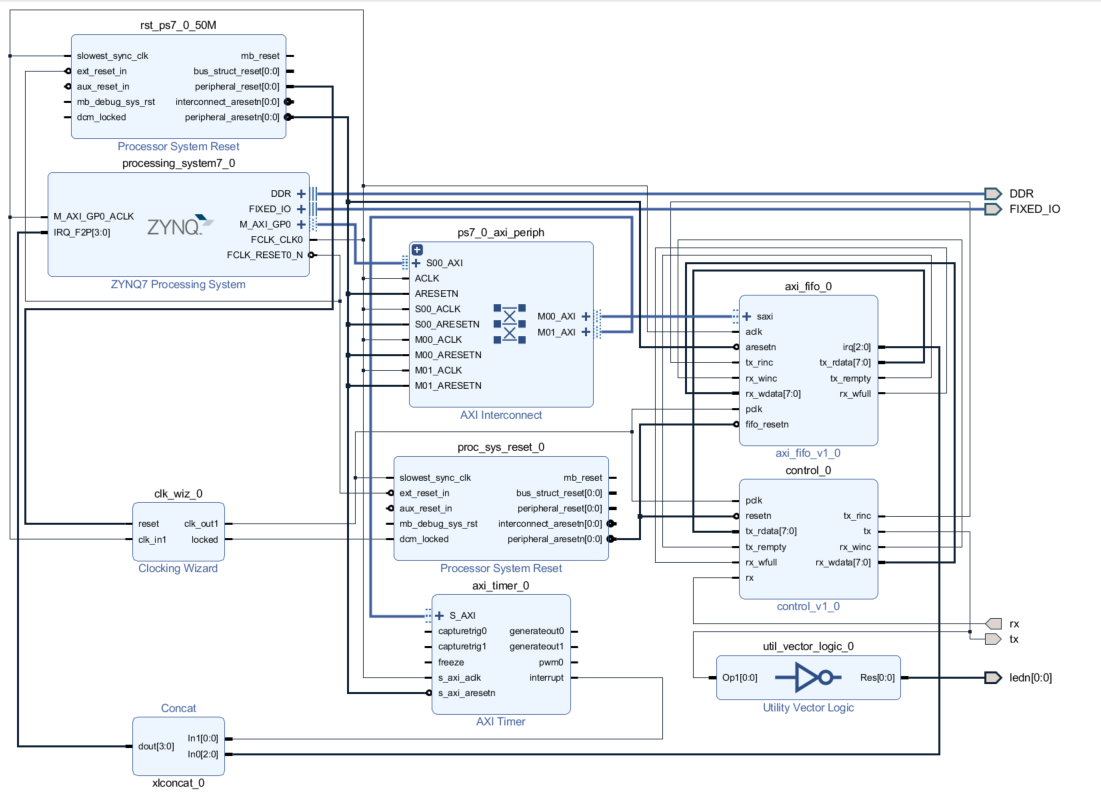 rst_ps7_0_50M
slowest_sync_clk
mb_reset
ext_reset_in
bus_struct_reset[0:0]
aux_reset_in
peripheral_reset[0:0]
mb_debug_sys_rst
interconnect_aresetn[0:0]
dcm_locked
peripheral_aresetn[0:0]
Processor System Reset
processing_system7_0
DDR
FIXED_IO
M_AXI_GP0_ACLK
M_AXI_GP0
IRQ_F2P[3:0]
ZYNQ.
FCLK_CLK0
FCLK_RESET0_N
ZYNQ7 Processing System
DDR
FIXED_IO
ps7_0_axi_periph
S00_AXI
ACLK
ARESETN
S00_ACLK
S00_ARESETN
M00_ACLK
M00_ARESETN
M01_ACLK
M01_ARESETN
M00_AXI
M01_AXI
AXI Interconnect
axi_fifo_0
saxi
aclk
aresetn
irq[2:0]
tx_rinc
tx_rdata[7:0]
rx_winc
tx_rempty
rx_wdata[7:0]
rx_wfull
pclk
fifo_resetn
axi_fifo_v1_0
proc_sys_reset_0
slowest_sync_clk
mb_reset
ext_reset_in
bus_struct_reset[0:0]
aux_reset_in
peripheral_reset[0:0]
mb_debug_sys_rst
interconnect_aresetn[0:0]
dcm_locked
peripheral_aresetn[0:0]
Processor System Reset
control_0
pclk
resetn
tx_rinc
tx_rdata[7:0]
tx
tx_rempty
rx_winc
rx_wfull
rx_wdata[7:0]
rx
control_v1_0
clk_wiz_0
reset
clk_out1
clk_in1
locked
Clocking Wizard
axi_timer_0
S_AXI
capturetrig0
generateout0
capturetrig1
generateout1
freeze
pwm0
s_axi_aclk
interrupt
s_axi_aresetn
AXI Timer
rx
tx
util_vector_logic_0
Op1[0:0]
Res[0:0]
Utility Vector Logic
ledn[0:0]
Concat
In1[0:0]
dout[3:0]
In0[2:0]
xlconcat_0